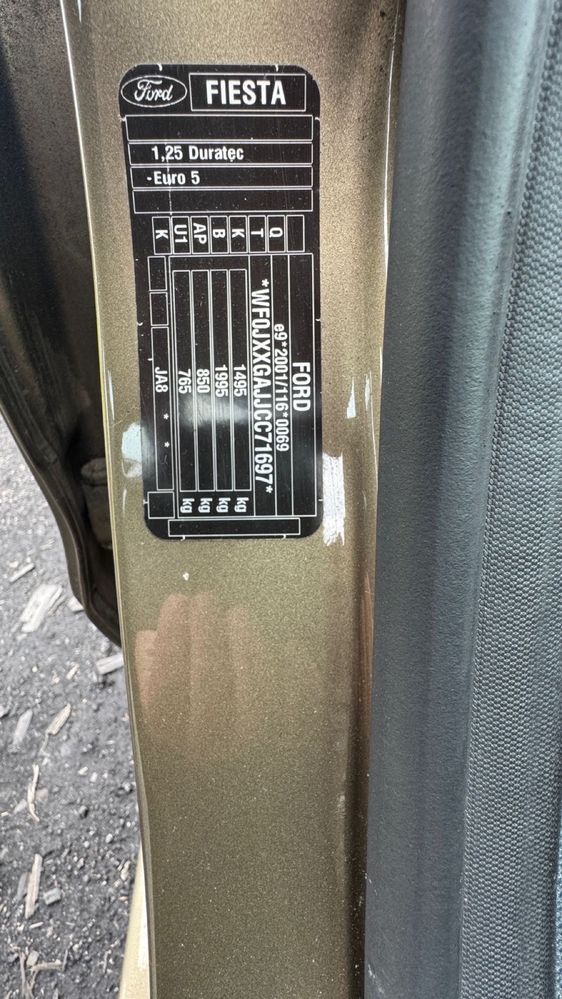 Ford FIESTA
1,25 Duratec
-Euro 5
FORD
e9*2001/116*0069
*WF0JXXGAJJCC71697*
1495 kg
1995 kg
850 kg
765 kg
JA8 * *
Q
T
K
B
AP
U1
K